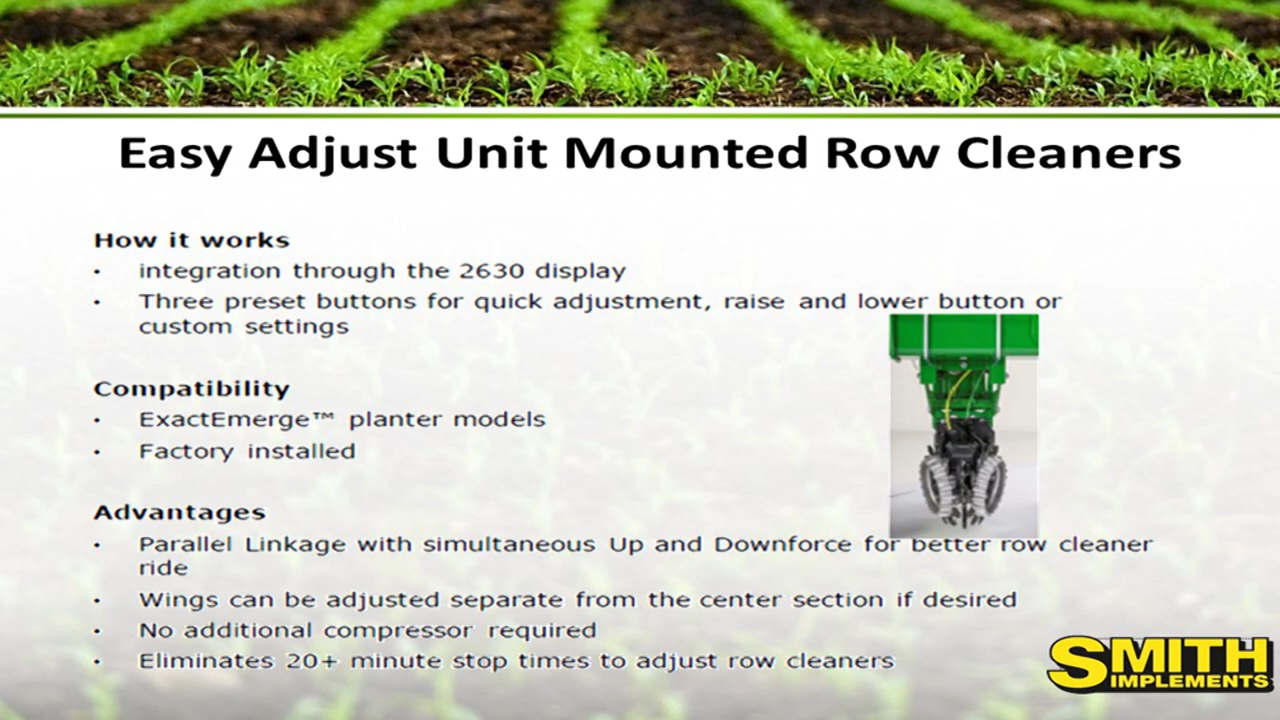 Easy Adjust Unit Mounted Row Cleaners
How it works
• integration through the 2630 display
• Three preset buttons for quick adjustment, raise and lower button or
custom settings
Compatibility
• ExactEmerge™ planter models
• Factory installed
Advantages
• Parallel Linkage with simultaneous Up and Downforce for better row cleaner
ride
• Wings can be adjusted separate from the center section if desired
• No additional compressor required
• Eliminates 20+ minute stop times to adjust row cleaners
SMITH
IMPLEMENTS